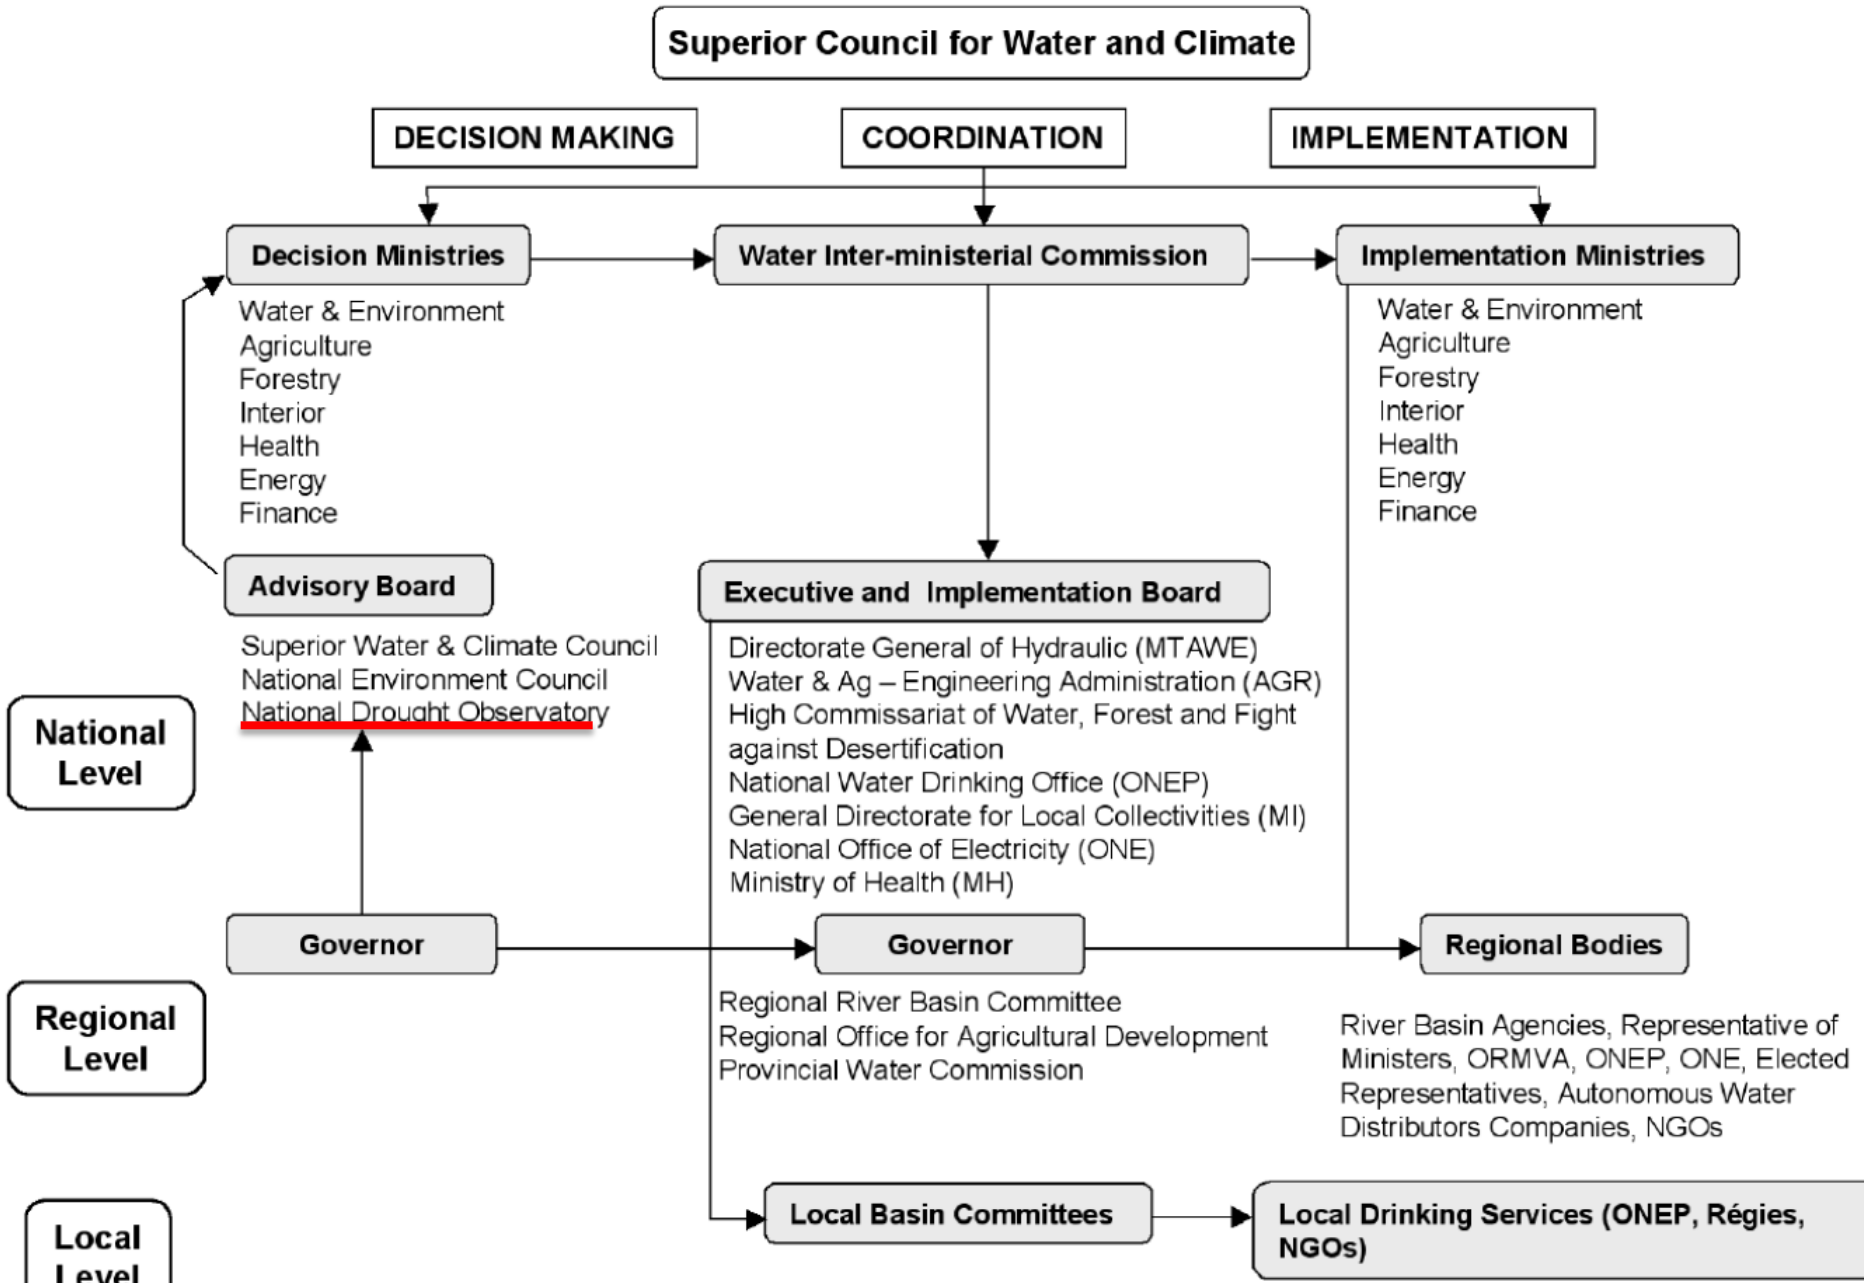 Superior Council for Water and Climate
DECISION MAKING
COORDINATION
IMPLEMENTATION
Decision Ministries
Water Inter-ministerial Commission
Implementation Ministries
Water & Environment
Agriculture
Forestry
Interior
Health
Energy
Finance
Water & Environment
Agriculture
Forestry
Interior
Health
Energy
Finance
Advisory Board
Superior Water & Climate Council
National Environment Council
National Drought Observatory
Executive and Implementation Board
Directorate General of Hydraulic (MTAWE)
Water & Ag – Engineering Administration (AGR)
High Commissariat of Water, Forest and Fight
against Desertification
National Water Drinking Office (ONEP)
General Directorate for Local Collectivities (MI)
National Office of Electricity (ONE)
Ministry of Health (MH)
National
Level
Governor
Governor
Regional Bodies
Regional
Level
Regional River Basin Committee
Regional Office for Agricultural Development
Provincial Water Commission
River Basin Agencies, Representative of
Ministers, ORMVA, ONEP, ONE, Elected
Representatives, Autonomous Water
Distributors Companies, NGOs
Local
Level
Local Basin Committees
Local Drinking Services (ONEP, Régies,
NGOs)